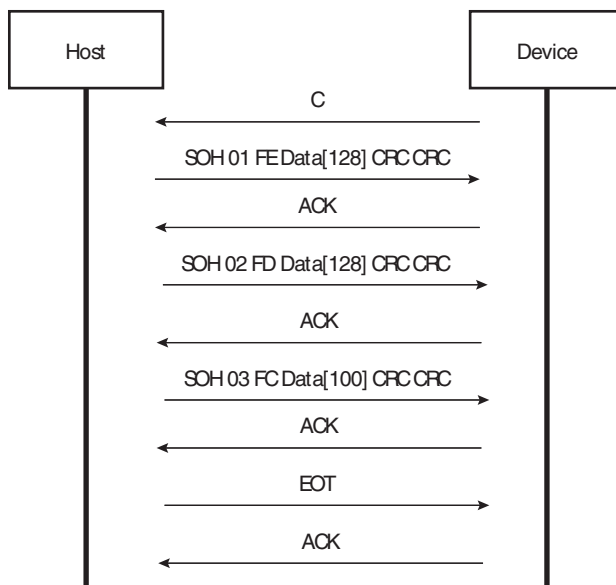 Host
Device
C
SOH 01 FE Data[128] CRC CRC
ACK
SOH 02 FD Data[128] CRC CRC
ACK
SOH 03 FC Data[100] CRC CRC
ACK
EOT
ACK